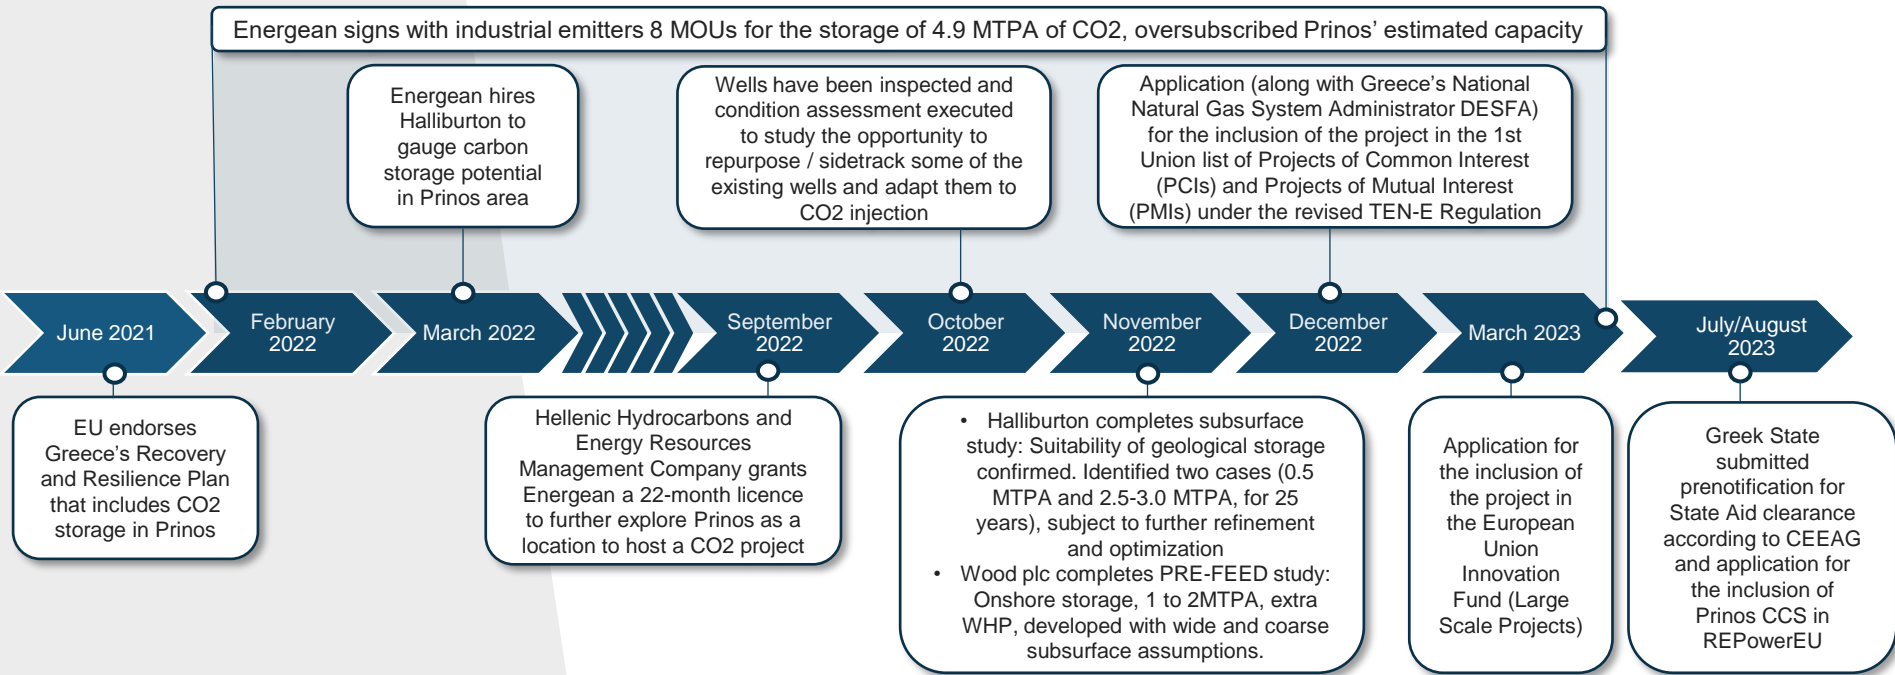 Energean signs with industrial emitters 8 MOUs for the storage of 4.9 MTPA of CO2, oversubscribed Prinos' estimated capacity
Energean hires
Halliburton to
gauge carbon
storage potential
in Prinos area
Wells have been inspected and
condition assessment executed
to study the opportunity to
repurpose / sidetrack some of the
existing wells and adapt them to
CO2 injection
Application (along with Greece's National
Natural Gas System Administrator DESFA)
for the inclusion of the project in the 1st
Union list of Projects of Common Interest
(PCIs) and Projects of Mutual Interest
(PMIs) under the revised TEN-E Regulation
June 2021
February
2022
March 2022
September
2022
October
2022
November
2022
December
2022
March 2023
July/August
2023
EU endorses
Greece's Recovery
and Resilience Plan
that includes CO2
storage in Prinos
Hellenic Hydrocarbons and
Energy Resources
Management Company grants
Energean a 22-month licence
to further explore Prinos as a
location to host a CO2 project
• Halliburton completes subsurface
study: Suitability of geological storage
confirmed. Identified two cases (0.5
MTPA and 2.5-3.0 MTPA, for 25
years), subject to further refinement
and optimization
• Wood plc completes PRE-FEED study:
Onshore storage, 1 to 2MTPA, extra
WHP, developed with wide and coarse
subsurface assumptions.
Application for
the inclusion of
the project in
the European
Union
Innovation
Fund (Large
Scale Projects)
Greek State
submitted
prenotification for
State Aid clearance
according to CEEAG
and application for
the inclusion of
Prinos CCS in
REPowerEU